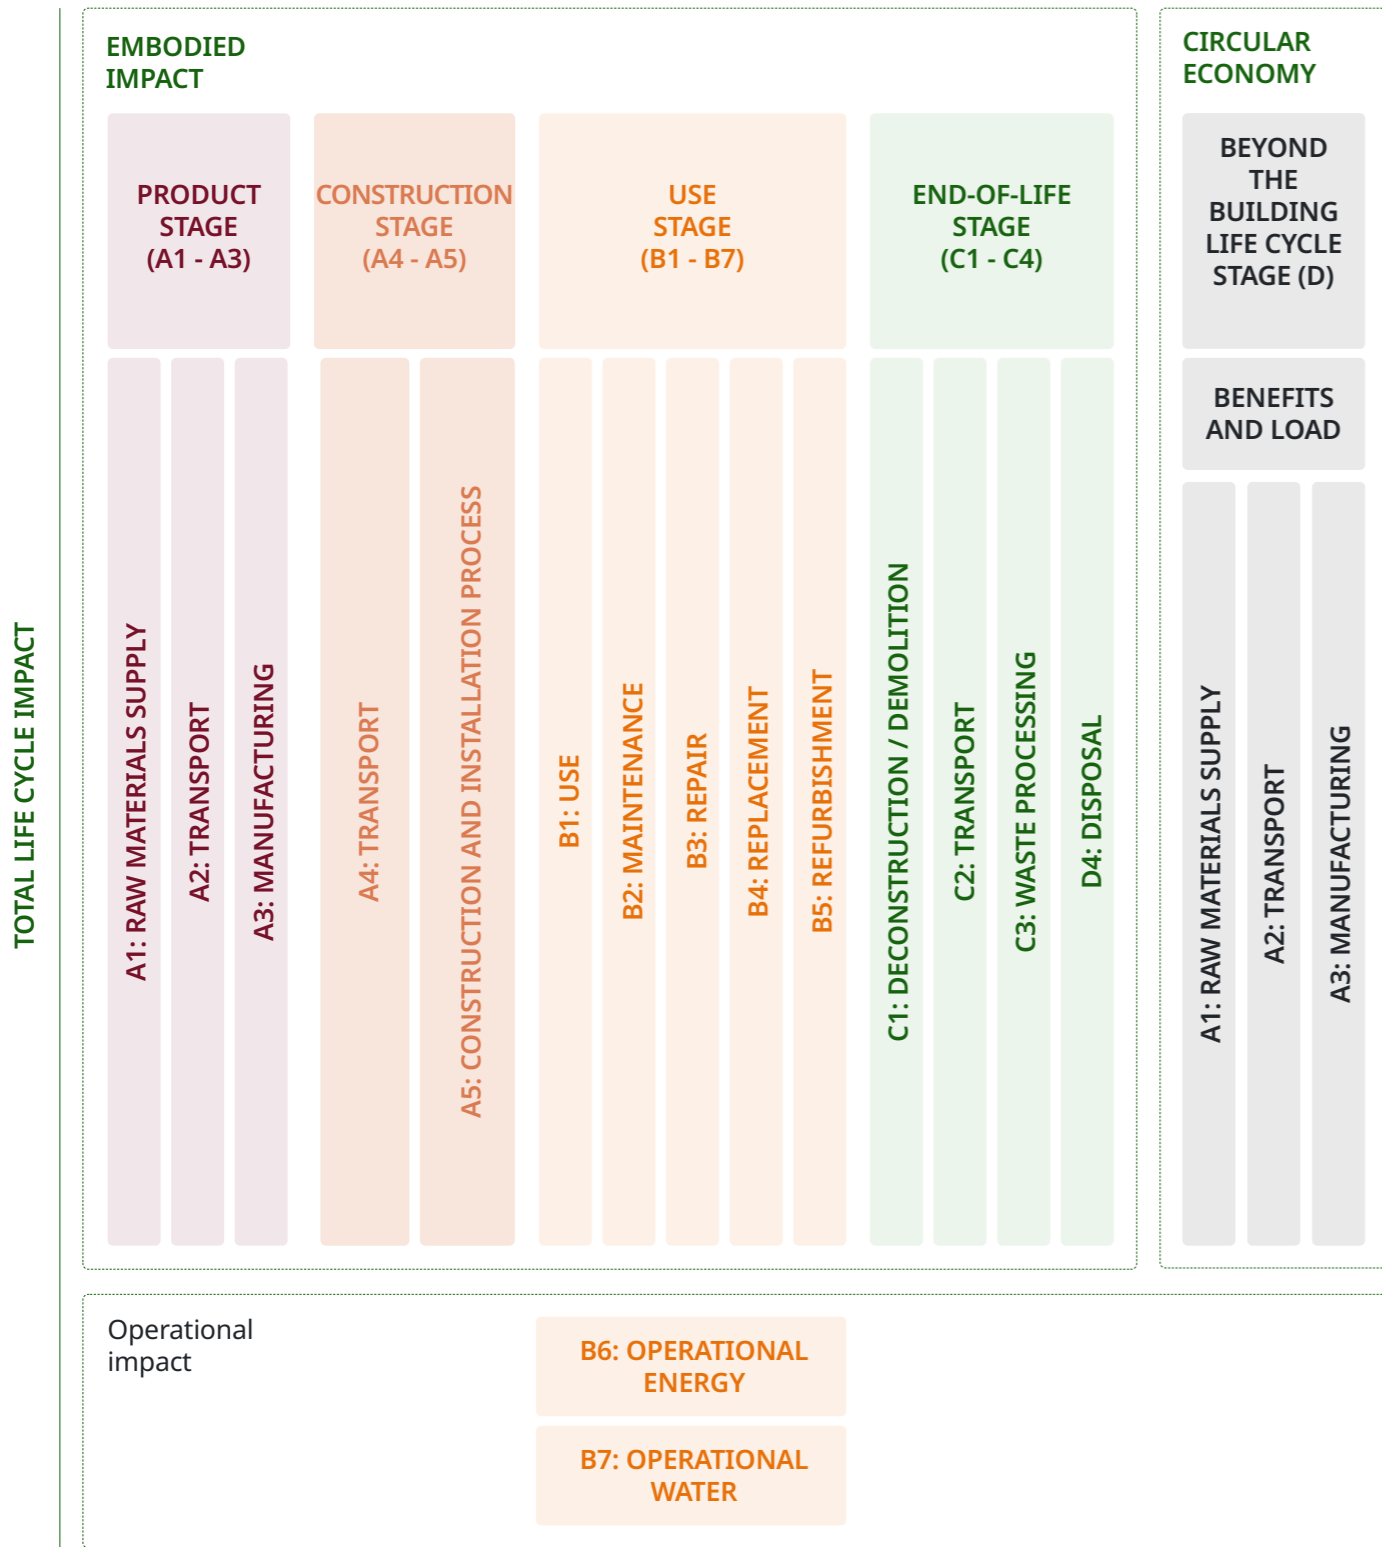 TOTAL LIFE CYCLE IMPACT
EMBODIED
IMPACT
PRODUCT
STAGE
(A1 - A3)
A1: RAW MATERIALS SUPPLY
A2: TRANSPORT
A3: MANUFACTURING
CONSTRUCTION
STAGE
(A4 - A5)
A4: TRANSPORT
A5: CONSTRUCTION AND INSTALLATION PROCESS
USE
STAGE
(B1 - B7)
B1: USE
B2: MAINTENANCE
B3: REPAIR
B4: REPLACEMENT
B5: REFURBISHMENT
END-OF-LIFE
STAGE
(C1 - C4)
C1: DECONSTRUCTION / DEMOLITION
C2: TRANSPORT
C3: WASTE PROCESSING
D4: DISPOSAL
CIRCULAR
ECONOMY
BEYOND
THE
BUILDING
LIFE CYCLE
STAGE (D)
BENEFITS
AND LOAD
A1: RAW MATERIALS SUPPLY
A2: TRANSPORT
A3: MANUFACTURING
Operational
impact
B6: OPERATIONAL
ENERGY
B7: OPERATIONAL
WATER